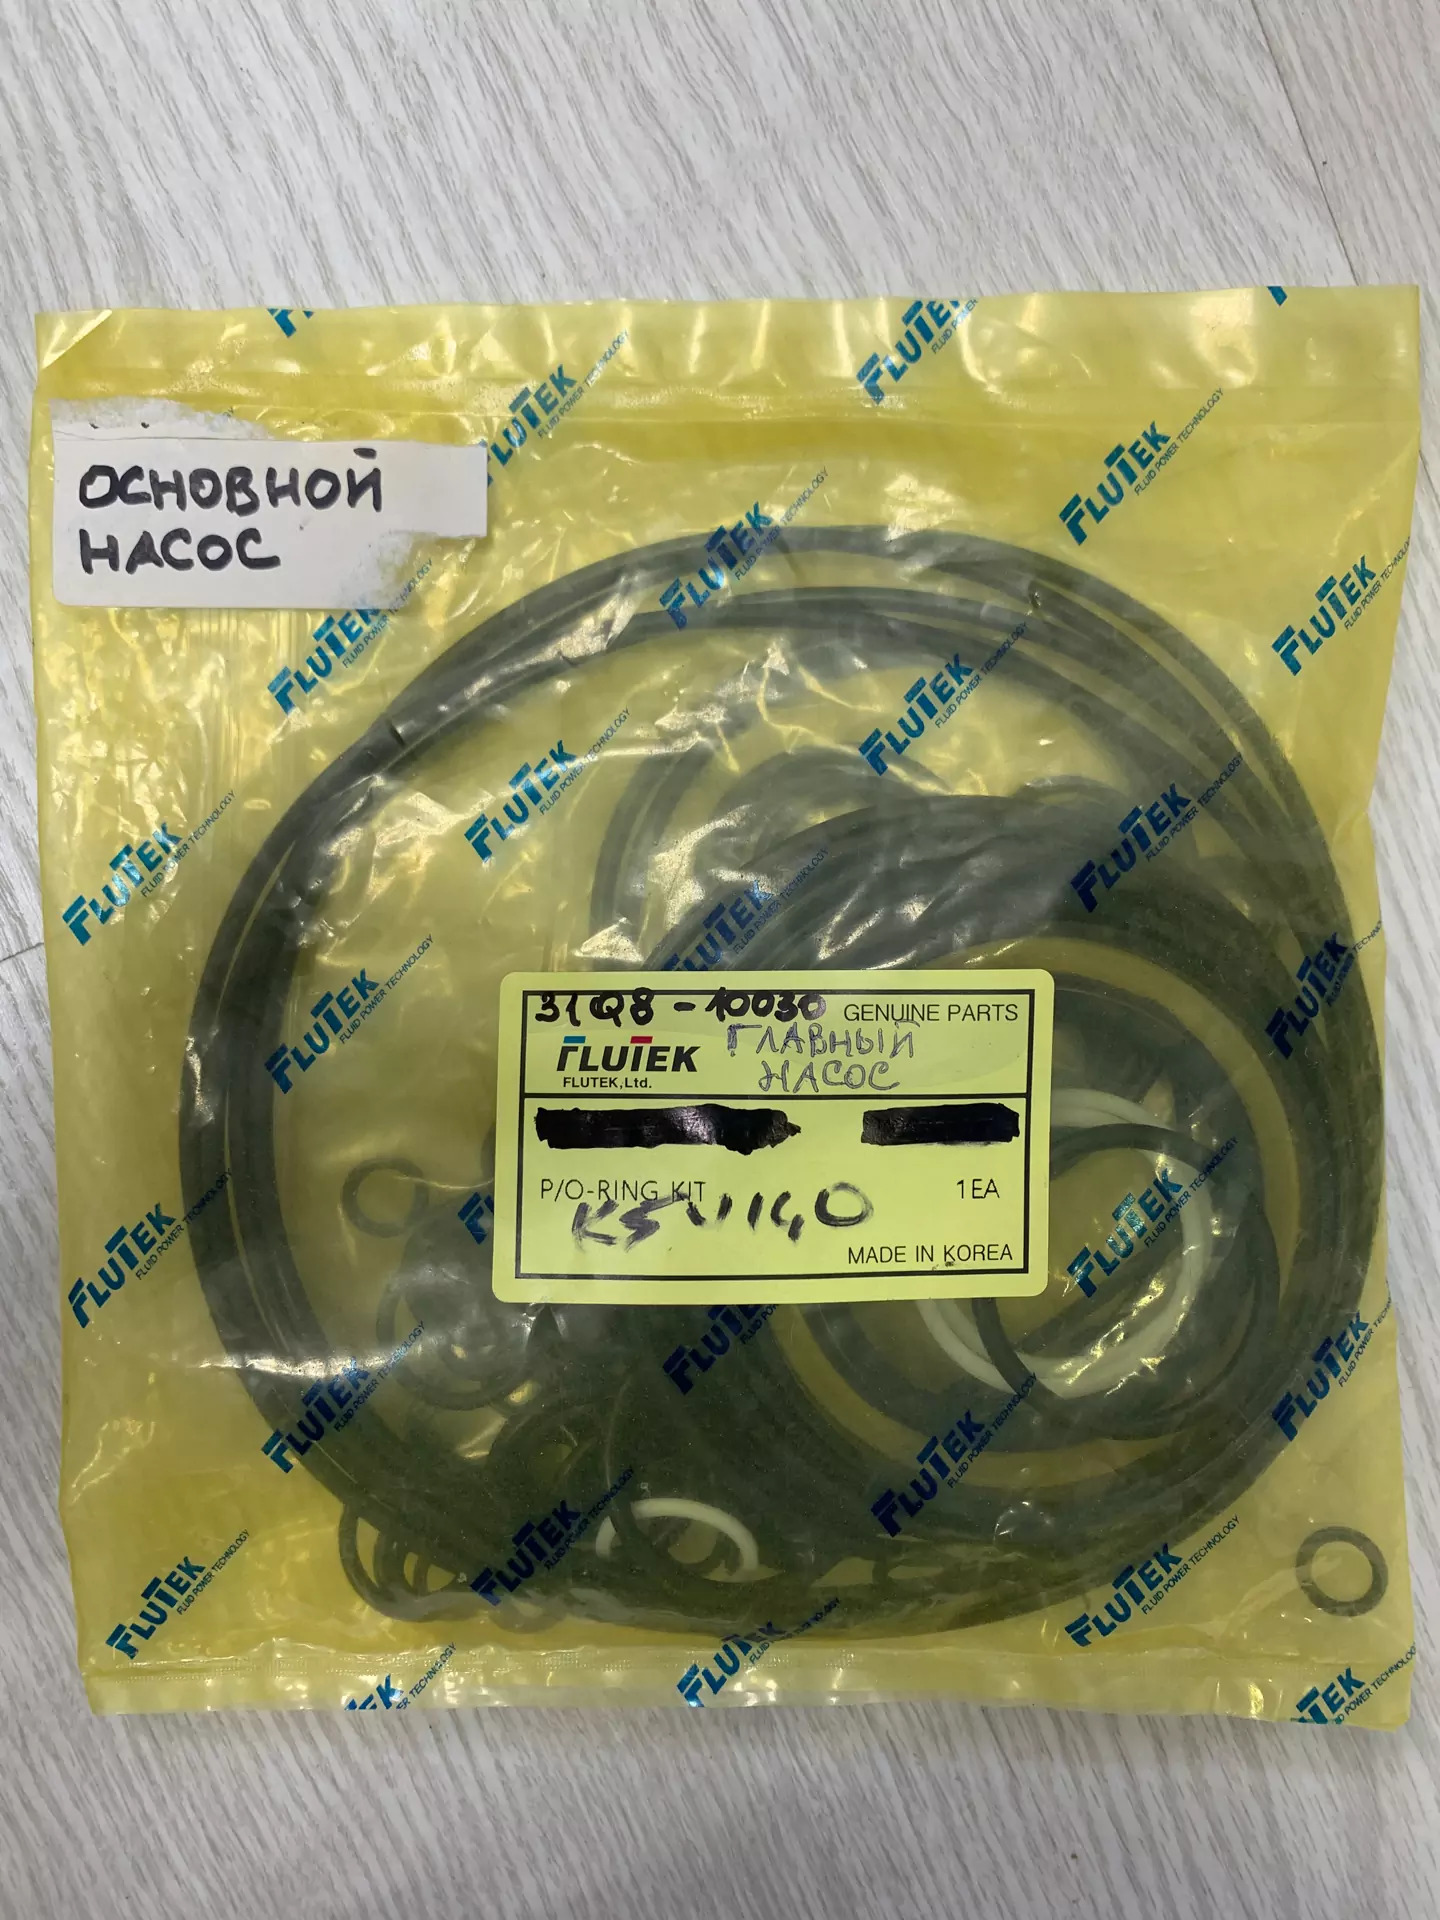 ОСНОВНОЙ
НАСОС
31Q8-10030 GENUINE PARTS
ГЛАВНЫЙ
НАСОС
FLUTEK
FLUTEK,Ltd.
P/O-RING KIT 1EA
MADE IN KOREA
FLUTEK
FLUID POWER TECHNOLOGY